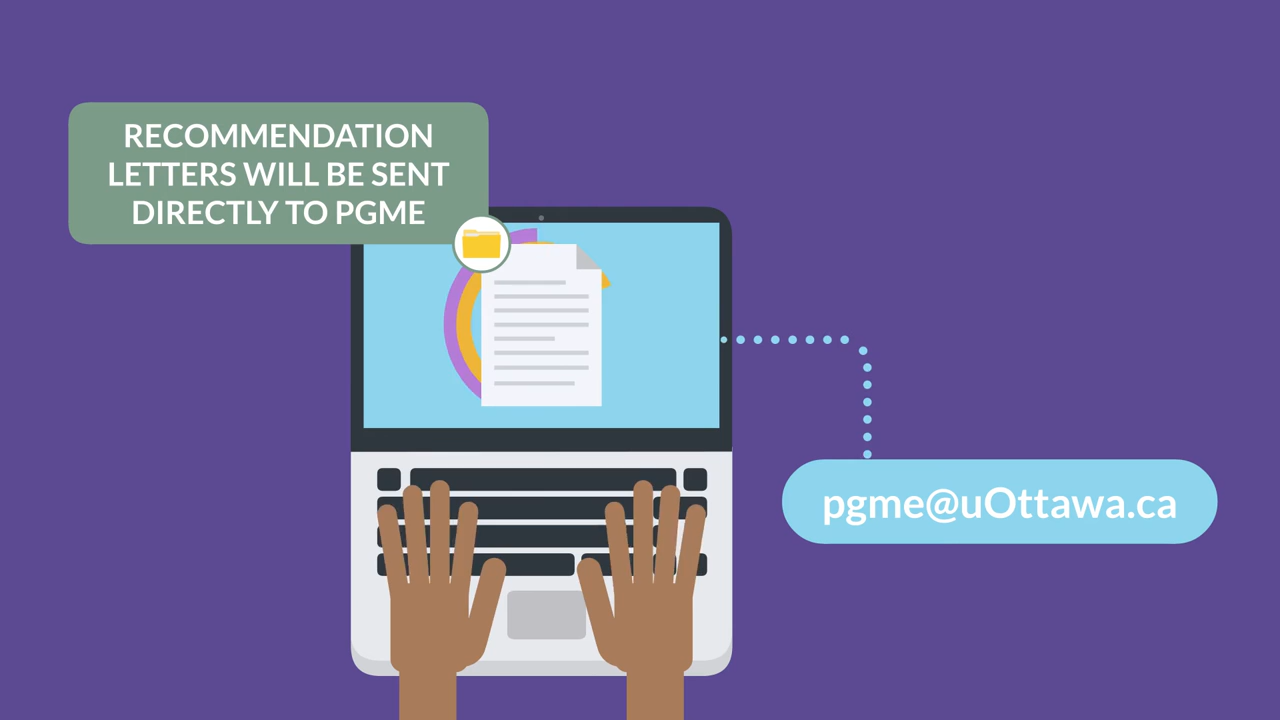 RECOMMENDATION
LETTERS WILL BE SENT
DIRECTLY TO PGME
pgme@uOttawa.ca